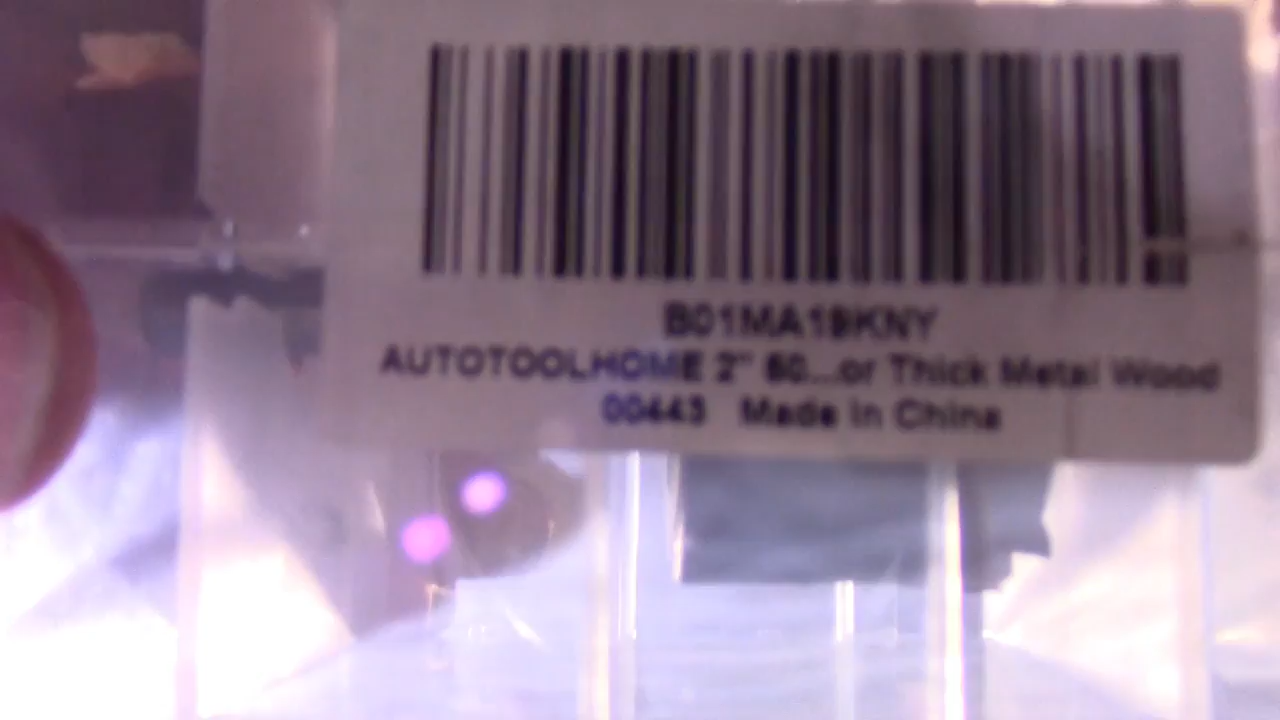 B01MA19KNY
AUTOTOOLHOME 2" 60...or Thick Metal Wood
00443 Made in China